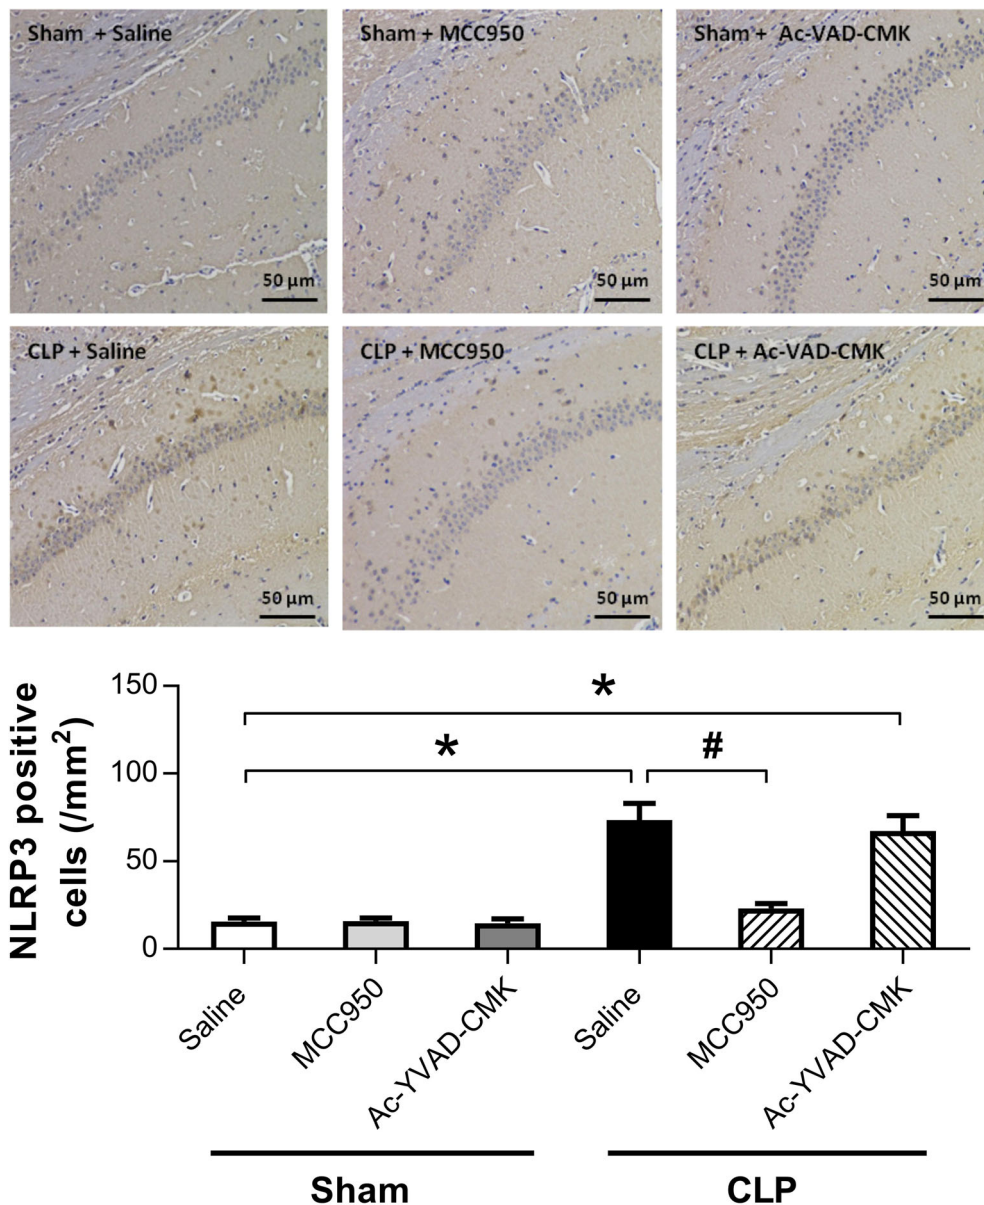 Sham + Saline
Sham + MCC950
Sham + Ac-VAD-CMK
50 µm
50 µm
50 µm
CLP + Saline
CLP + MCC950
CLP + Ac-VAD-CMK
50 µm
50 µm
50 µm
NLRP3 positive
cells (/mm²)
150
100
50
0
*
*
#
Saline
MCC950
Ac-YVAD-CMK
Saline
MCC950
Ac-YVAD-CMK
Sham
CLP